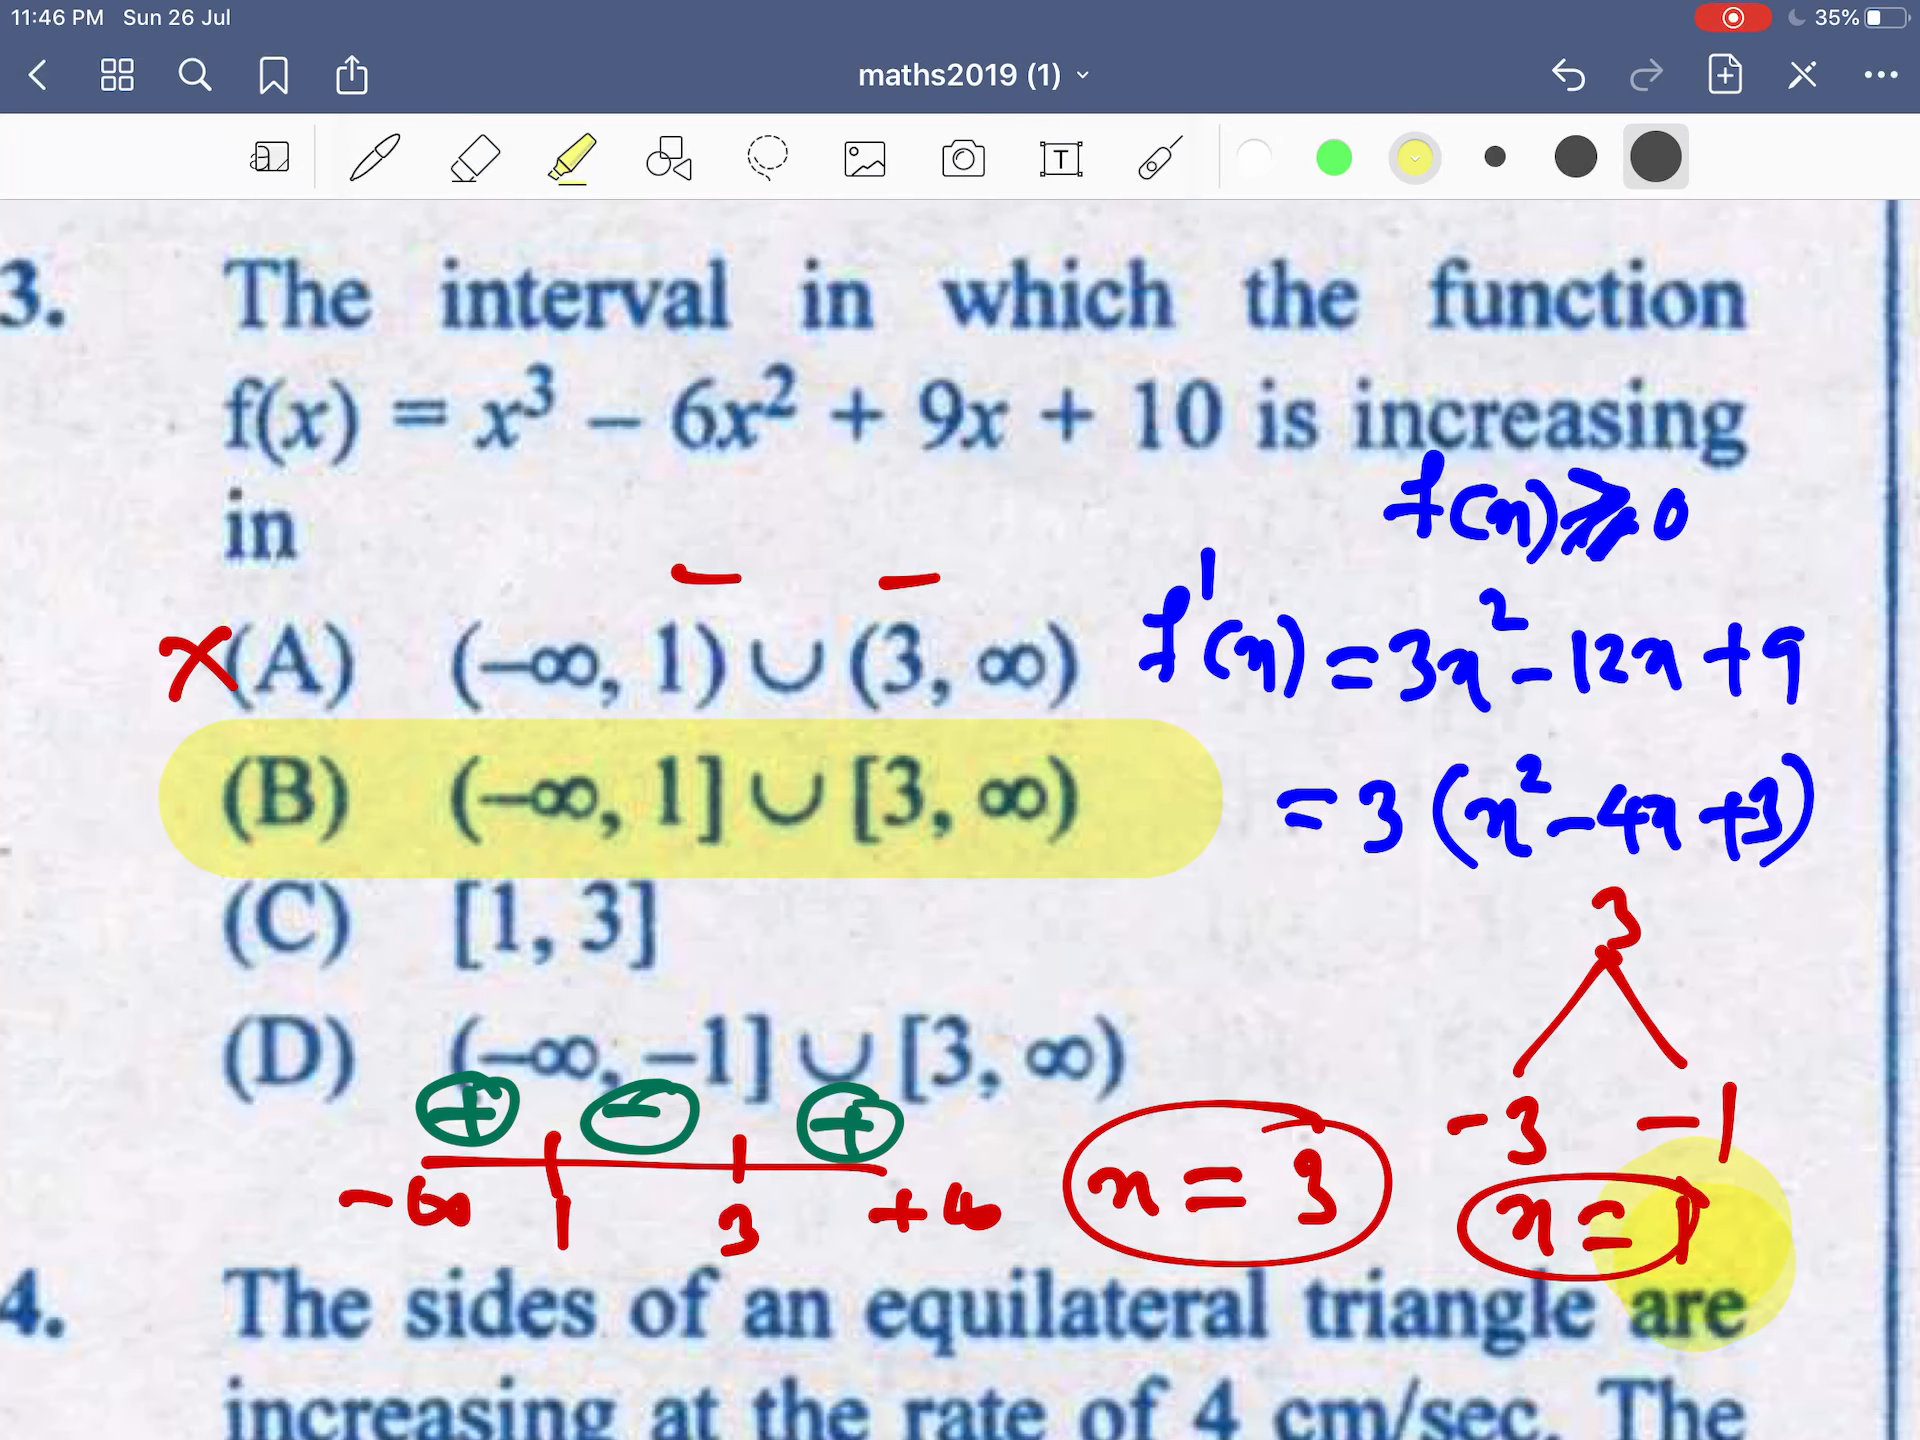 11:46 PM Sun 26 Jul
35%
maths2019 (1)
3. The interval in which the function
f(x) = x³ – 6x² + 9x + 10 is increasing
in
f(x) ⩾ 0
(A) (–∞, 1) ∪ (3, ∞)
f'(x) = 3x² - 12x + 9
(B) (–∞, 1] ∪ [3, ∞)
= 3 (x² - 4x + 3)
(C) [1, 3]
3
(D) (–∞, –1] ∪ [3, ∞)
-3 -1
+ - +
-∞ 1 3 +∞
x = 3
x = 1
4. The sides of an equilateral triangle are
increasing at the rate of 4 cm/sec. The